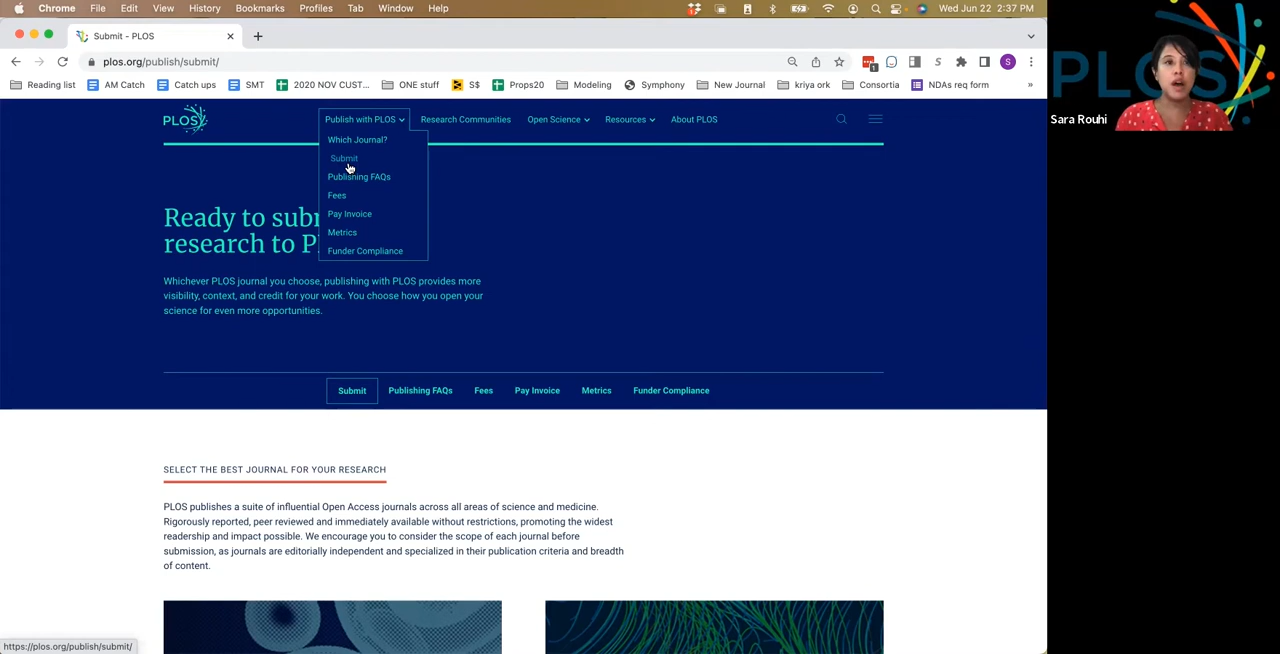 Chrome File Edit View History Bookmarks Profiles Tab Window Help Wed Jun 22 2:37 PM
Submit - PLOS
plos.org/publish/submit/
1
S
Reading list AM Catch Catch ups SMT 2020 NOV CUST... ONE stuff S$ Props20 Modeling Symphony New Journal kriya ork Consortia NDAs req form »
PLOS Publish with PLOS Research Communities Open Science Resources About PLOS
Which Journal?
Submit
Publishing FAQs
Fees
Pay Invoice
Metrics
Funder Compliance
Ready to sub
research to P
Whichever PLOS journal you choose, publishing with PLOS provides more
visibility, context, and credit for your work. You choose how you open your
science for even more opportunities.
Submit Publishing FAQs Fees Pay Invoice Metrics Funder Compliance
SELECT THE BEST JOURNAL FOR YOUR RESEARCH
PLOS publishes a suite of influential Open Access journals across all areas of science and medicine.
Rigorously reported, peer reviewed and immediately available without restrictions, promoting the widest
readership and impact possible. We encourage you to consider the scope of each journal before
submission, as journals are editorially independent and specialized in their publication criteria and breadth
of content.
https://plos.org/publish/submit/
PLOS
Sara Rouhi